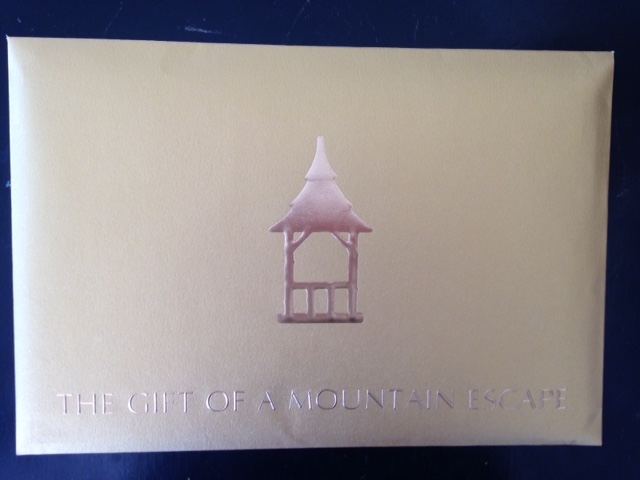 THE GIFT OF A MOUNTAIN ESCAPE